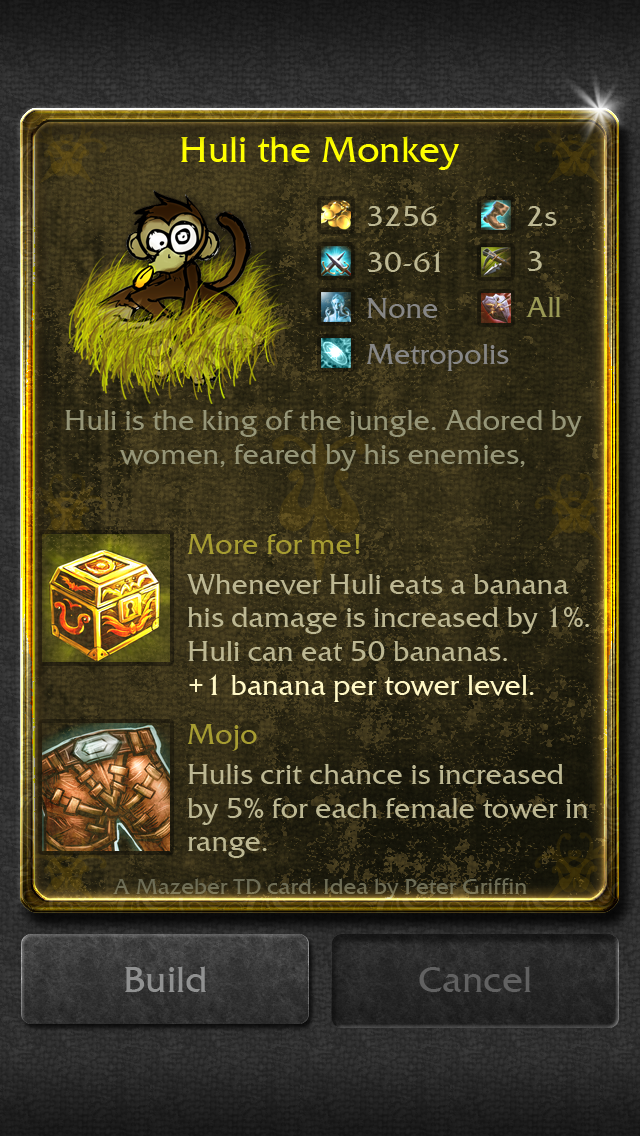 Huli the Monkey
3256
2s
30-61
3
None
All
Metropolis
Huli is the king of the jungle. Adored by
women, feared by his enemies,
More for me!
Whenever Huli eats a banana
his damage is increased by 1%.
Huli can eat 50 bananas.
+1 banana per tower level.
Mojo
Hulis crit chance is increased
by 5% for each female tower in
range.
A Mazeber TD card. Idea by Peter Griffin
Build
Cancel